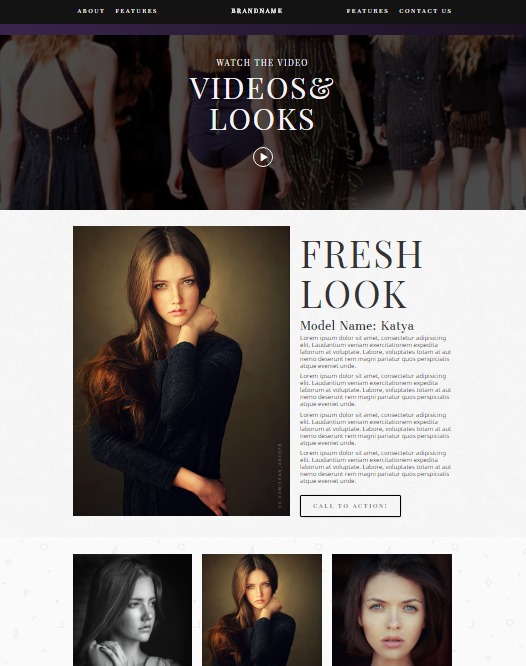 ABOUT FEATURES BRANDNAME FEATURES CONTACT US
WATCH THE VIDEO
VIDEOS&
LOOKS
FRESH
LOOK
Model Name: Katya
Lorem ipsum dolor sit amet, consectetur adipisicing
elit. Laudantium veniam exercitationem expedita
laborum at voluptate. Labore, voluptates totam at aut
nemo deserunt rem magni pariatur quos perspiciatis
atque eveniet unde.
Lorem ipsum dolor sit amet, consectetur adipisicing
elit. Laudantium veniam exercitationem expedita
laborum at voluptate. Labore, voluptates totam at aut
nemo deserunt rem magni pariatur quos perspiciatis
atque eveniet unde.
Lorem ipsum dolor sit amet, consectetur adipisicing
elit. Laudantium veniam exercitationem expedita
laborum at voluptate. Labore, voluptates totam at aut
nemo deserunt rem magni pariatur quos perspiciatis
atque eveniet unde.
Lorem ipsum dolor sit amet, consectetur adipisicing
elit. Laudantium veniam exercitationem expedita
laborum at voluptate. Labore, voluptates totam at aut
nemo deserunt rem magni pariatur quos perspiciatis
atque eveniet unde.
CALL TO ACTION!